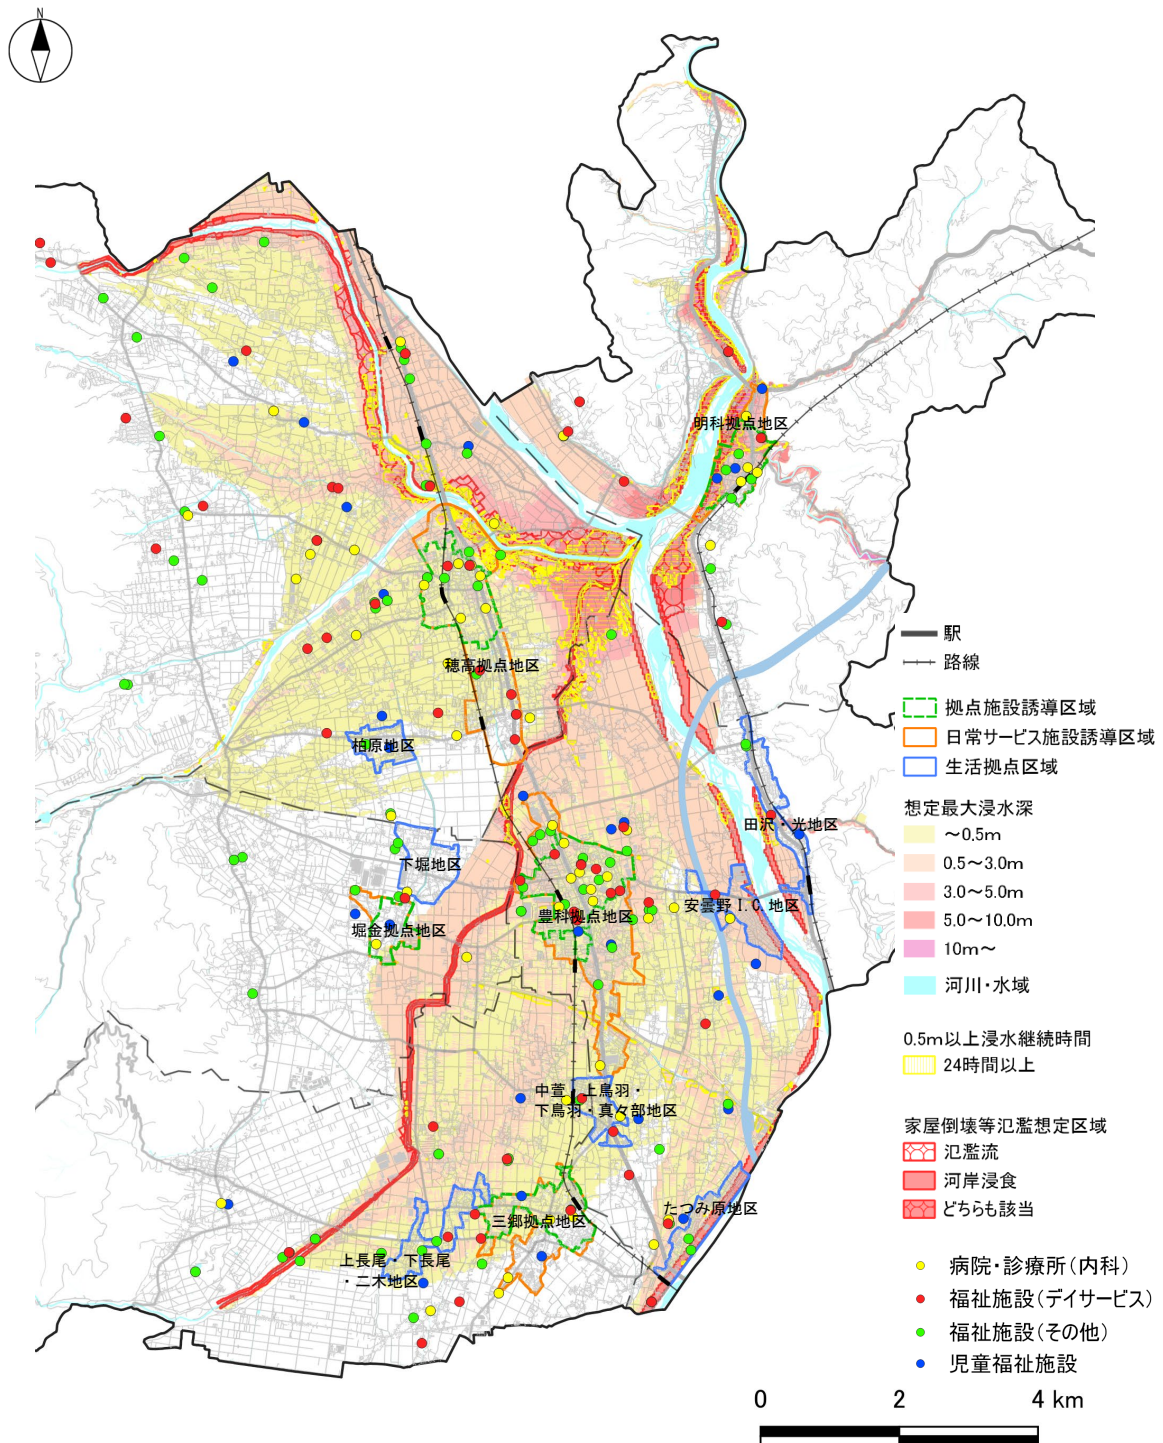 N
明科拠点地区
穂高拠点地区
柏原地区
下堀地区
堀金拠点地区
豊科拠点地区
田沢・光地区
安曇野I.C.地区
中萱・上鳥羽・
下鳥羽・真々部地区
たつみ原地区
三郷拠点地区
上長尾・下長尾
・二木地区
駅
路線
拠点施設誘導区域
日常サービス施設誘導区域
生活拠点区域
想定最大浸水深
～0.5m
0.5～3.0m
3.0～5.0m
5.0～10.0m
10m～
河川・水域
0.5m以上浸水継続時間
24時間以上
家屋倒壊等氾濫想定区域
氾濫流
河岸浸食
どちらも該当
病院・診療所(内科)
福祉施設(デイサービス)
福祉施設(その他)
児童福祉施設
0 2 4 km